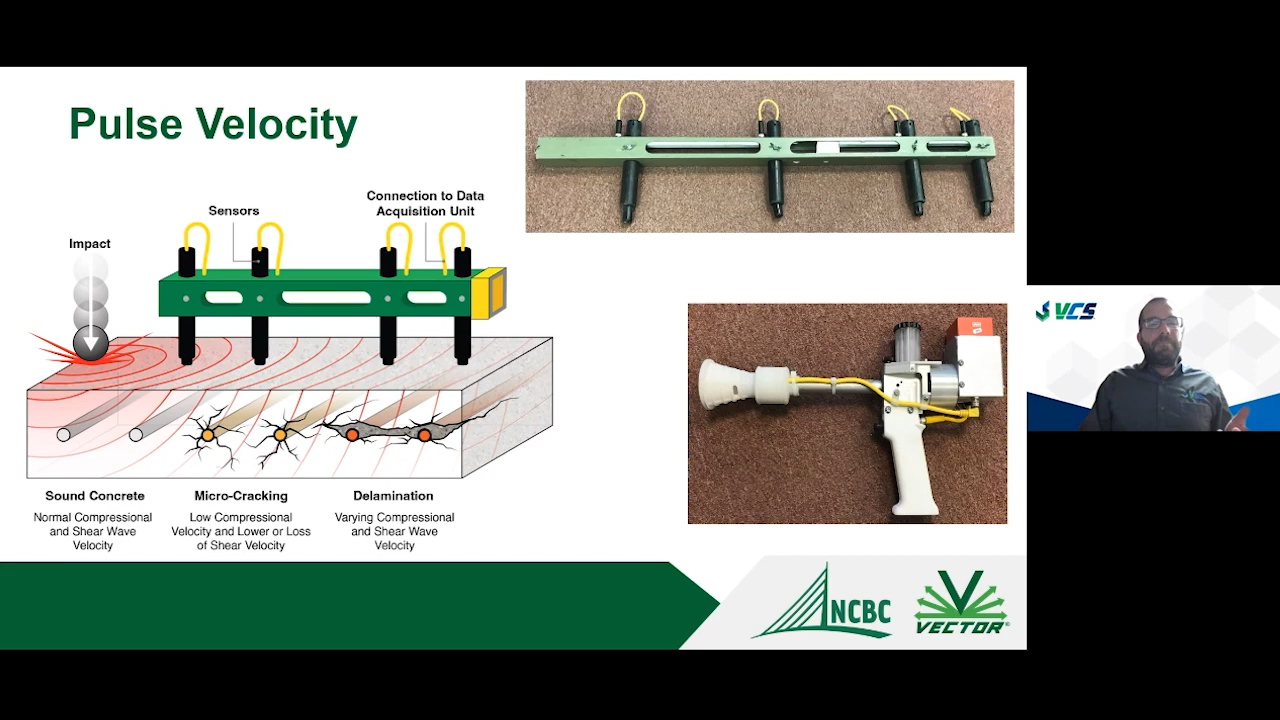 Pulse Velocity
Impact
Sensors
Connection to Data
Acquisition Unit
Sound Concrete
Normal Compressional
and Shear Wave
Velocity
Micro-Cracking
Low Compressional
Velocity and Lower or Loss
of Shear Velocity
Delamination
Varying Compressional
and Shear Wave
Velocity
NCBC
VECTOR®
VCS